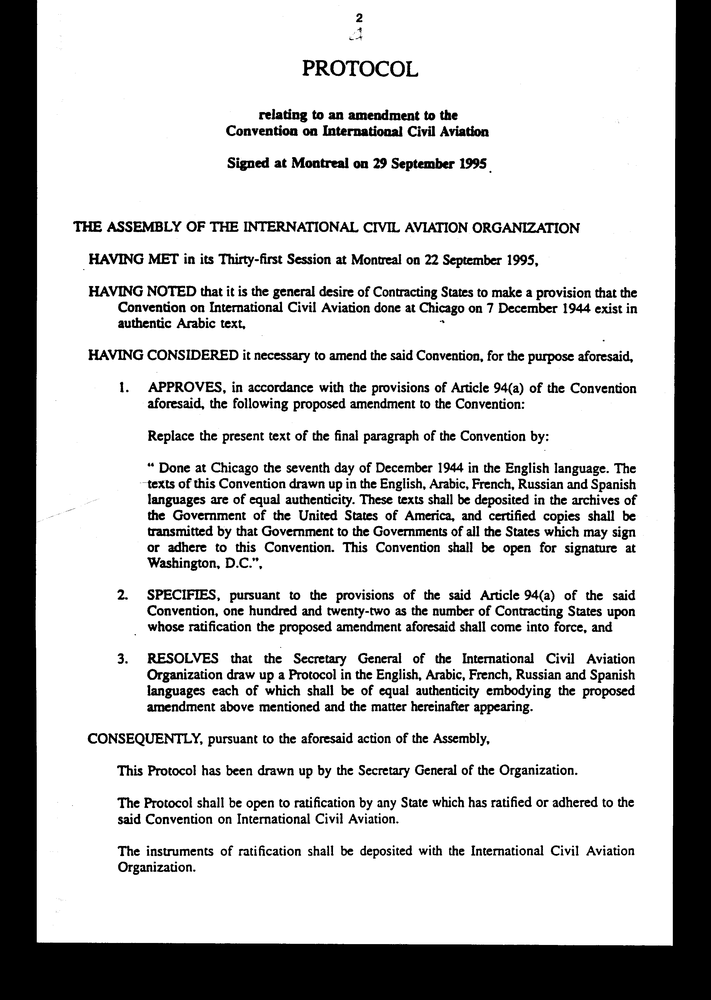 2
PROTOCOL
relating to an amendment to the
Convention on International Civil Aviation
Signed at Montreal on 29 September 1995
THE ASSEMBLY OF THE INTERNATIONAL CIVIL AVIATION ORGANIZATION
HAVING MET in its Thirty-first Session at Montreal on 22 September 1995,
HAVING NOTED that it is the general desire of Contracting States to make a provision that the
Convention on International Civil Aviation done at Chicago on 7 December 1944 exist in
authentic Arabic text,
HAVING CONSIDERED it necessary to amend the said Convention, for the purpose aforesaid,
1. APPROVES, in accordance with the provisions of Article 94(a) of the Convention
aforesaid, the following proposed amendment to the Convention:
Replace the present text of the final paragraph of the Convention by:
“ Done at Chicago the seventh day of December 1944 in the English language. The
texts of this Convention drawn up in the English, Arabic, French, Russian and Spanish
languages are of equal authenticity. These texts shall be deposited in the archives of
the Government of the United States of America, and certified copies shall be
transmitted by that Government to the Governments of all the States which may sign
or adhere to this Convention. This Convention shall be open for signature at
Washington, D.C.”,
2. SPECIFIES, pursuant to the provisions of the said Article 94(a) of the said
Convention, one hundred and twenty-two as the number of Contracting States upon
whose ratification the proposed amendment aforesaid shall come into force, and
3. RESOLVES that the Secretary General of the International Civil Aviation
Organization draw up a Protocol in the English, Arabic, French, Russian and Spanish
languages each of which shall be of equal authenticity embodying the proposed
amendment above mentioned and the matter hereinafter appearing.
CONSEQUENTLY, pursuant to the aforesaid action of the Assembly,
This Protocol has been drawn up by the Secretary General of the Organization.
The Protocol shall be open to ratification by any State which has ratified or adhered to the
said Convention on International Civil Aviation.
The instruments of ratification shall be deposited with the International Civil Aviation
Organization.